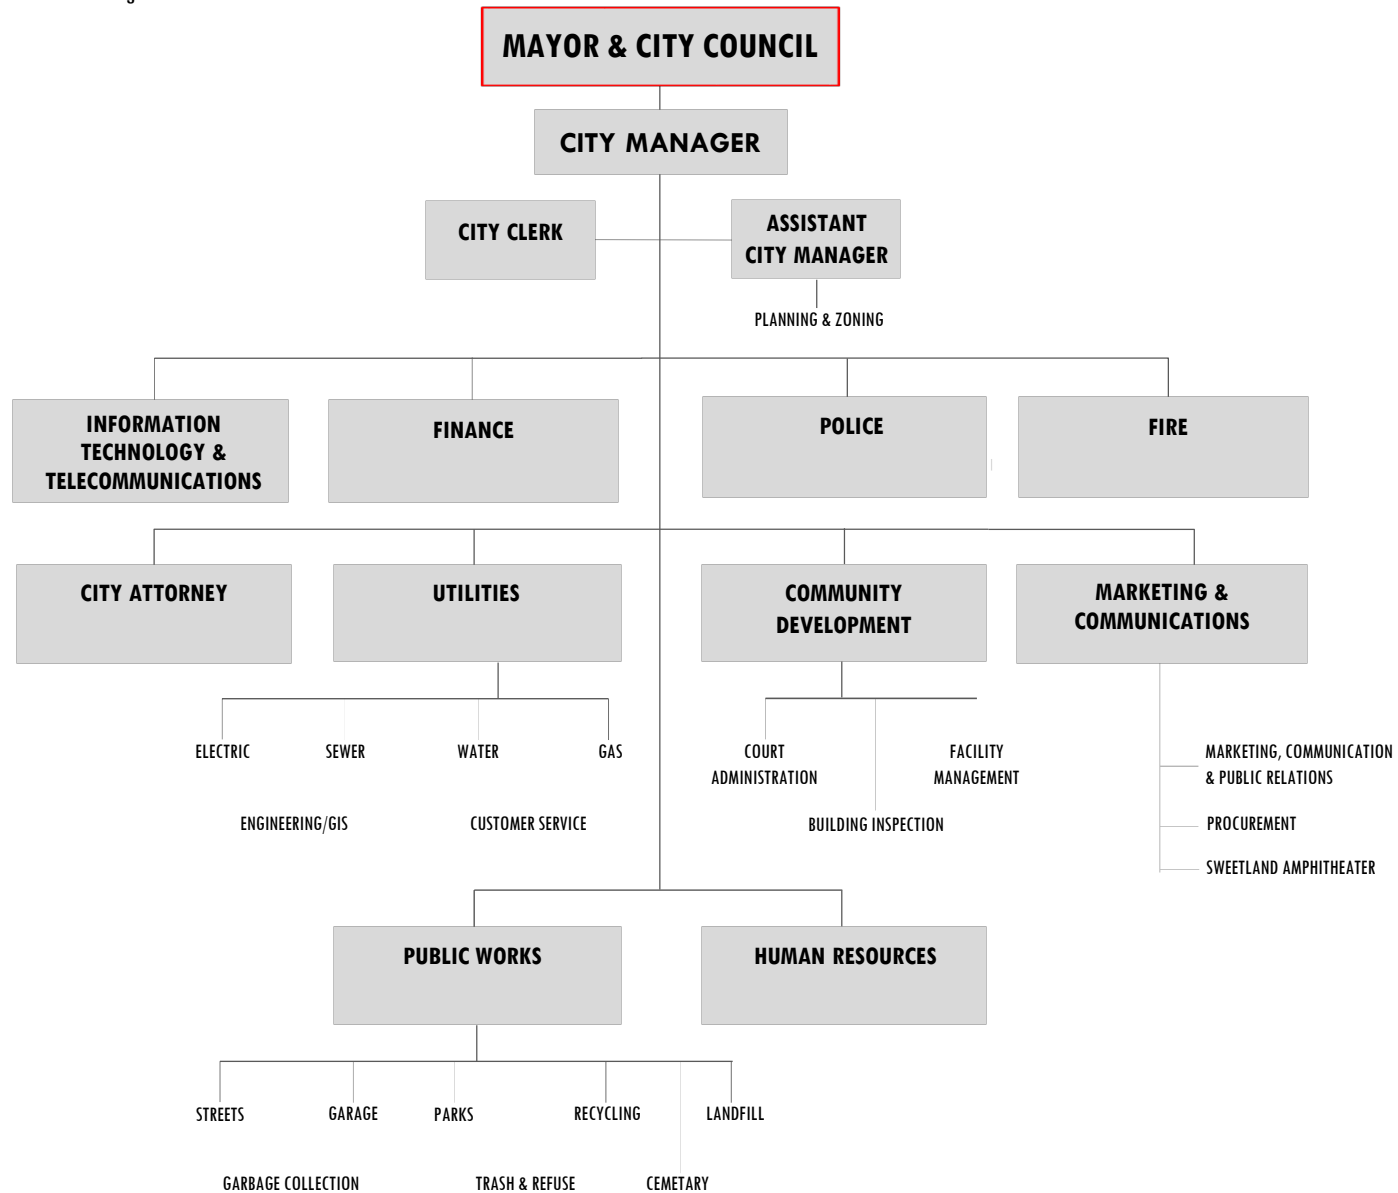 MAYOR & CITY COUNCIL
CITY MANAGER
CITY CLERK
ASSISTANT
CITY MANAGER
PLANNING & ZONING
INFORMATION
TECHNOLOGY &
TELECOMMUNICATIONS
FINANCE
POLICE
FIRE
CITY ATTORNEY
UTILITIES
COMMUNITY
DEVELOPMENT
MARKETING &
COMMUNICATIONS
ELECTRIC
SEWER
WATER
GAS
ENGINEERING/GIS
CUSTOMER SERVICE
COURT
ADMINISTRATION
FACILITY
MANAGEMENT
BUILDING INSPECTION
MARKETING, COMMUNICATION
& PUBLIC RELATIONS
PROCUREMENT
SWEETLAND AMPHITHEATER
PUBLIC WORKS
HUMAN RESOURCES
STREETS
GARAGE
PARKS
RECYCLING
LANDFILL
GARBAGE COLLECTION
TRASH & REFUSE
CEMETARY